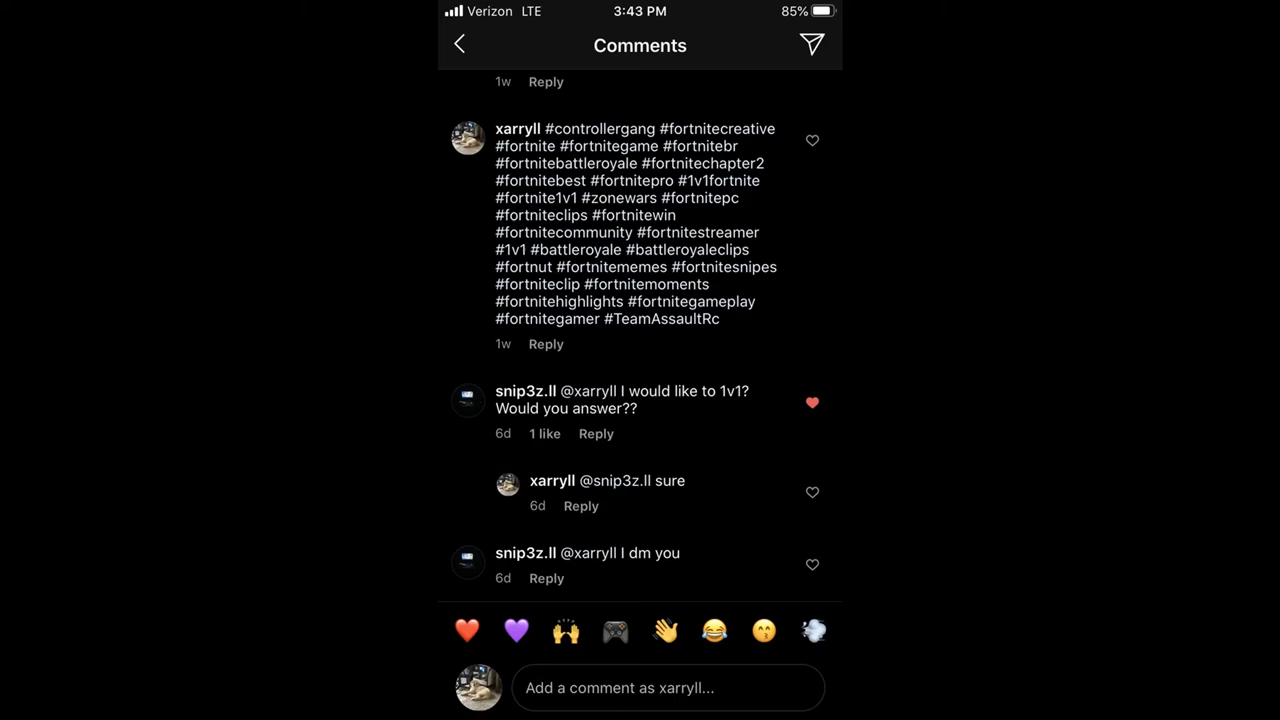 Verizon LTE 3:43 PM 85%
Comments
1w Reply
xarryll #controllergang #fortnitecreative
#fortnite #fortnitegame #fortnitebr
#fortnitebattleroyale #fortnitechapter2
#fortnitebest #fortnitepro #1v1fortnite
#fortnite1v1 #zonewars #fortnitepc
#fortniteclips #fortnitewin
#fortnitecommunity #fortnitestreamer
#1v1 #battleroyale #battleroyaleclips
#fortnut #fortnitememes #fortnitesnipes
#fortniteclip #fortnitemoments
#fortnitehighlights #fortnitegameplay
#fortnitegamer #TeamAssaultRc
1w Reply
snip3z.ll @xarryll I would like to 1v1?
Would you answer??
6d 1 like Reply
xarryll @snip3z.ll sure
6d Reply
snip3z.ll @xarryll I dm you
6d Reply
Add a comment as xarryll...